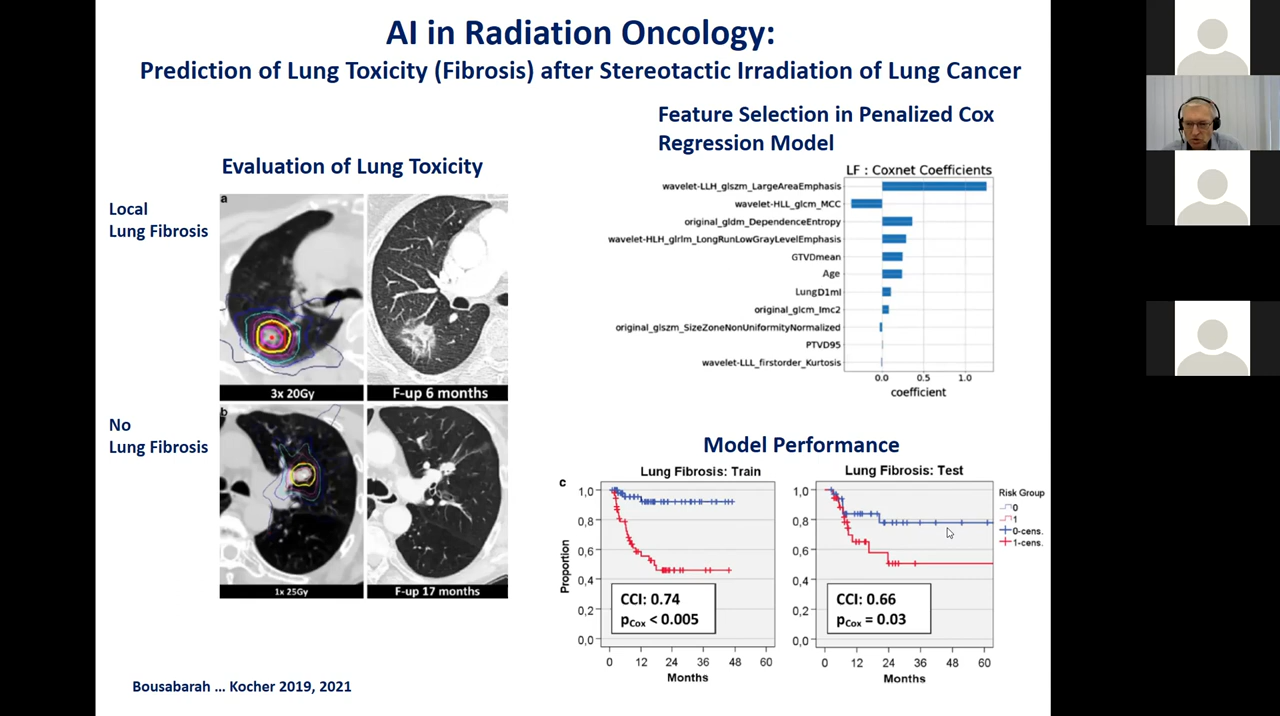 AI in Radiation Oncology:
Prediction of Lung Toxicity (Fibrosis) after Stereotactic Irradiation of Lung Cancer
Evaluation of Lung Toxicity
Local
Lung Fibrosis
a
3x 20Gy
F-up 6 months
No
Lung Fibrosis
b
1x 25Gy
F-up 17 months
Feature Selection in Penalized Cox
Regression Model
LF : Coxnet Coefficients
wavelet-LLH_glszm_LargeAreaEmphasis
wavelet-HLL_glcm_MCC
original_gldm_DependenceEntropy
wavelet-HLH_glrlm_LongRunLowGrayLevelEmphasis
GTVDmean
Age
LungD1ml
original_glcm_Imc2
original_glszm_SizeZoneNonUniformityNormalized
PTVD95
wavelet-LLL_firstorder_Kurtosis
0.0 0.5 1.0
coefficient
Model Performance
c
Lung Fibrosis: Train
1,0
0,8
0,6
0,4
0,2
0,0
Proportion
CCI: 0.74
pCox < 0.005
0 12 24 36 48 60
Months
Lung Fibrosis: Test
1,0
0,8
0,6
0,4
0,2
0,0
CCI: 0.66
pCox = 0.03
0 12 24 36 48 60
Months
Risk Group
0
1
0-cens.
1-cens.
Bousabarah ... Kocher 2019, 2021